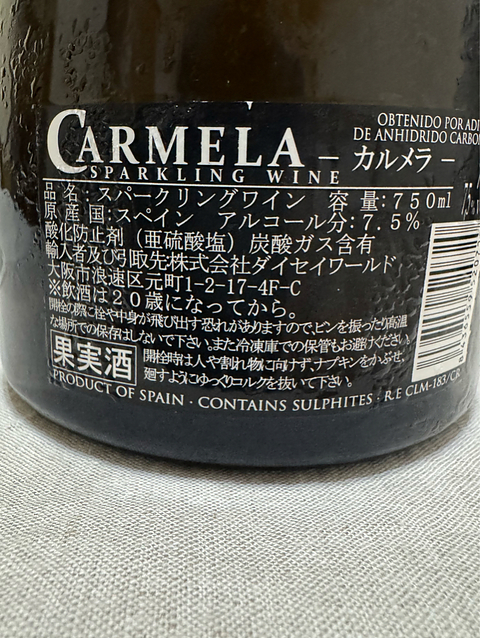 CARMELA
SPARKLING WINE
－ カルメラ －
OBTENIDO POR
DE ANHIDRIDO
品 名：スパークリングワイン 容 量：750ml
原 産 国：スペイン アルコール分：7.5%
酸化防止剤（亜硫酸塩）炭酸ガス含有
輸入者及び引取先株式会社ダイセイワールド
大阪市浪速区元町1-2-17-4F-C
※飲酒は20歳になってから。
開栓の際に栓や中身が飛び出す恐れがありますので、ビンを振ったり高温
な場所での保存はしないで下さい。また冷凍庫での保管もお避けください。
果実酒
開栓時は人や割れ物に向けず、ナプキンをかぶせ、
廻すようにゆっくりコルクを抜いて下さい。
PRODUCT OF SPAIN · CONTAINS SULPHITES · R.E CLM-183/CR